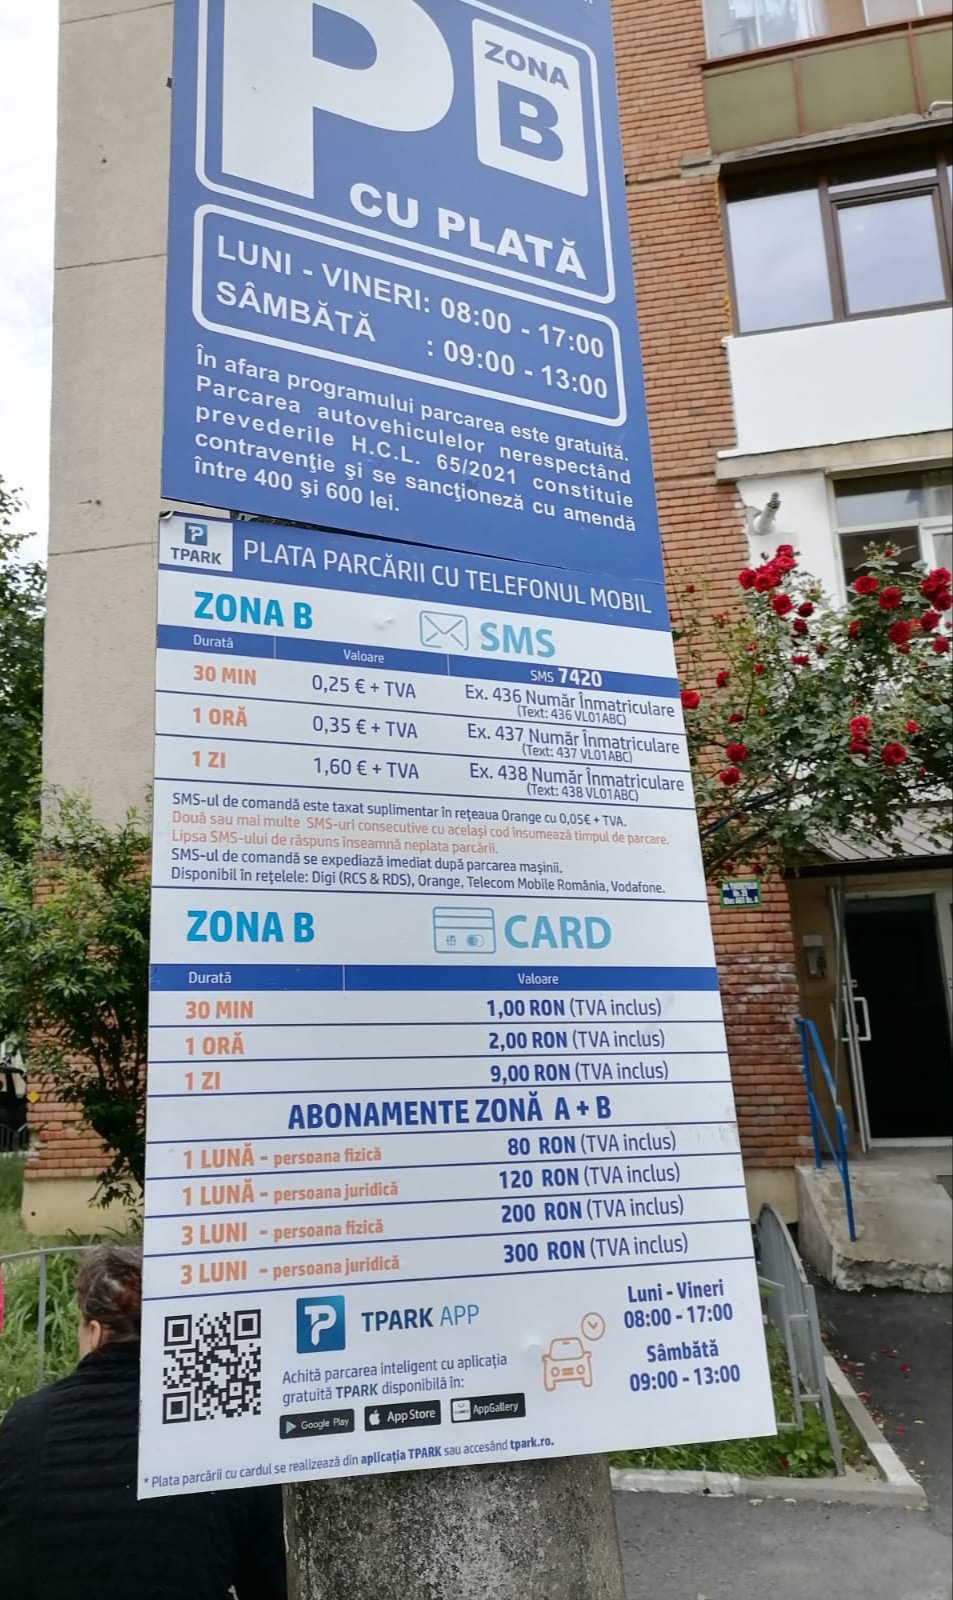 P
ZONA
B
CU PLATĂ
LUNI - VINERI: 08:00 - 17:00
SÂMBĂTĂ : 09:00 - 13:00
În afara programului parcarea este gratuită.
Parcarea autovehiculelor nerespectând
prevederile H.C.L. 65/2021 constituie
contravenţie şi se sancţioneză cu amendă
între 400 şi 600 lei.
P
TPARK
PLATA PARCĂRII CU TELEFONUL MOBIL
ZONA B SMS
Durată Valoare SMS 7420
30 MIN 0,25 € + TVA Ex. 436 Număr Înmatriculare
(Text: 436 VL01ABC)
1 ORĂ 0,35 € + TVA Ex. 437 Număr Înmatriculare
(Text: 437 VL01ABC)
1 ZI 1,60 € + TVA Ex. 438 Număr Înmatriculare
(Text: 438 VL01ABC)
SMS-ul de comandă este taxat suplimentar în rețeaua Orange cu 0,05€ + TVA.
Două sau mai multe SMS-uri consecutive cu același cod însumează timpul de parcare.
Lipsa SMS-ului de răspuns înseamnă neplata parcării.
SMS-ul de comandă se expediază imediat după parcarea mașinii.
Disponibil în rețelele: Digi (RCS & RDS), Orange, Telecom Mobile România, Vodafone.
ZONA B CARD
Durată Valoare
30 MIN 1,00 RON (TVA inclus)
1 ORĂ 2,00 RON (TVA inclus)
1 ZI 9,00 RON (TVA inclus)
ABONAMENTE ZONĂ A + B
1 LUNĂ - persoana fizică 80 RON (TVA inclus)
1 LUNĂ - persoana juridică 120 RON (TVA inclus)
3 LUNI - persoana fizică 200 RON (TVA inclus)
3 LUNI - persoana juridică 300 RON (TVA inclus)
P TPARK APP
Achită parcarea inteligent cu aplicația
gratuită TPARK disponibilă în:
Google Play App Store AppGallery
Luni - Vineri
08:00 - 17:00
Sâmbătă
09:00 - 13:00
* Plata parcării cu cardul se realizează din aplicația TPARK sau accesând tpark.ro.